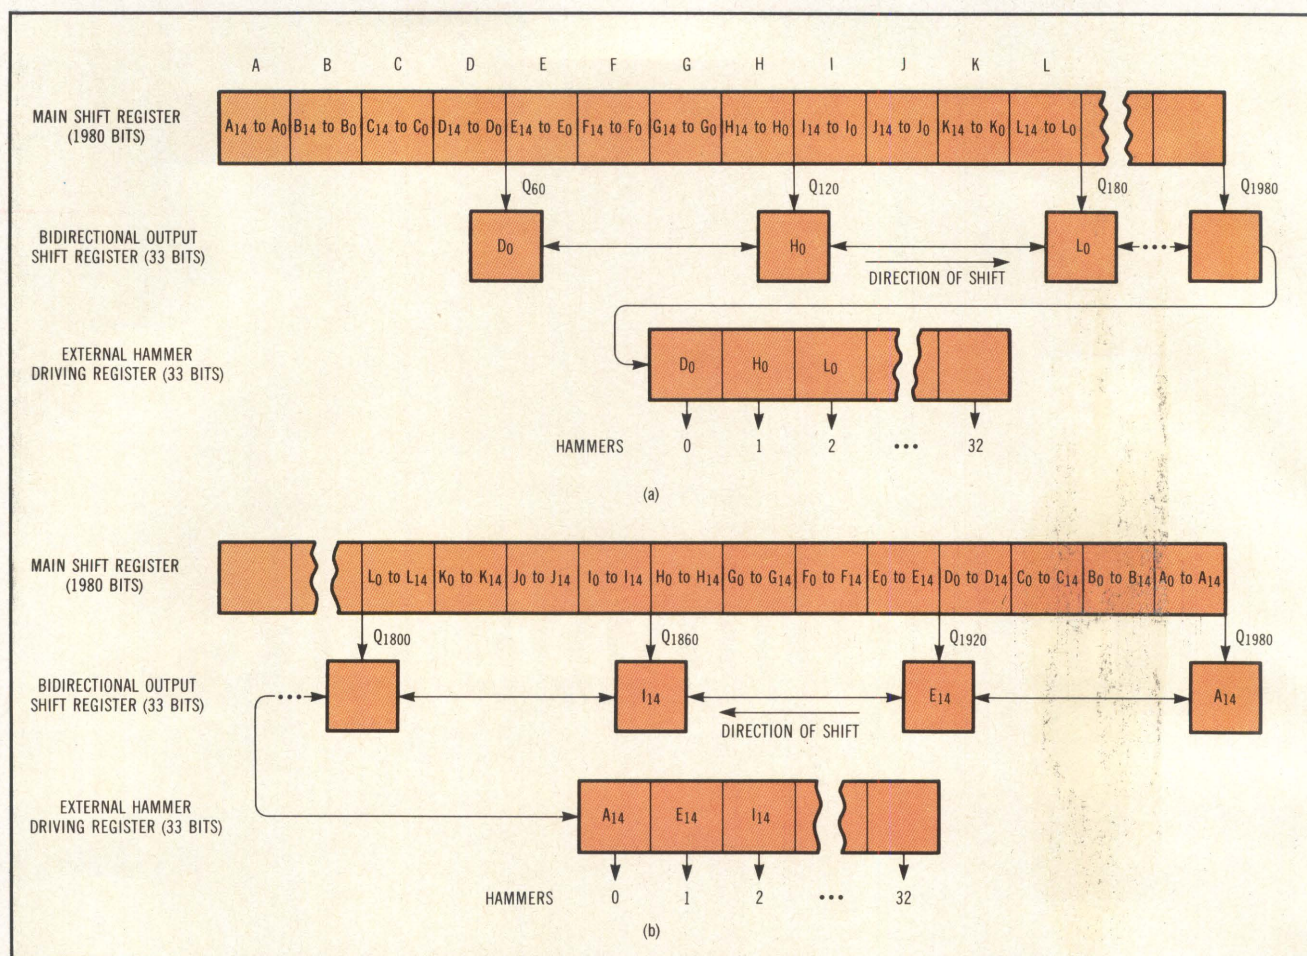 A B C D E F G H I J K L
MAIN SHIFT REGISTER
(1980 BITS)
A14 to A0 B14 to B0 C14 to C0 D14 to D0 E14 to E0 F14 to F0 G14 to G0 H14 to H0 I14 to I0 J14 to J0 K14 to K0 L14 to L0
Q60 Q120 Q180 Q1980
BIDIRECTIONAL OUTPUT
SHIFT REGISTER (33 BITS)
D0 H0 L0 •••
DIRECTION OF SHIFT
EXTERNAL HAMMER
DRIVING REGISTER (33 BITS)
D0 H0 L0
HAMMERS 0 1 2 ••• 32
(a)
MAIN SHIFT REGISTER
(1980 BITS)
L0 to L14 K0 to K14 J0 to J14 I0 to I14 H0 to H14 G0 to G14 F0 to F14 E0 to E14 D0 to D14 C0 to C14 B0 to B14 A0 to A14
Q1800 Q1860 Q1920 Q1980
BIDIRECTIONAL OUTPUT
SHIFT REGISTER (33 BITS)
••• I14 E14 A14
DIRECTION OF SHIFT
EXTERNAL HAMMER
DRIVING REGISTER (33 BITS)
A14 E14 I14
HAMMERS 0 1 2 ••• 32
(b)